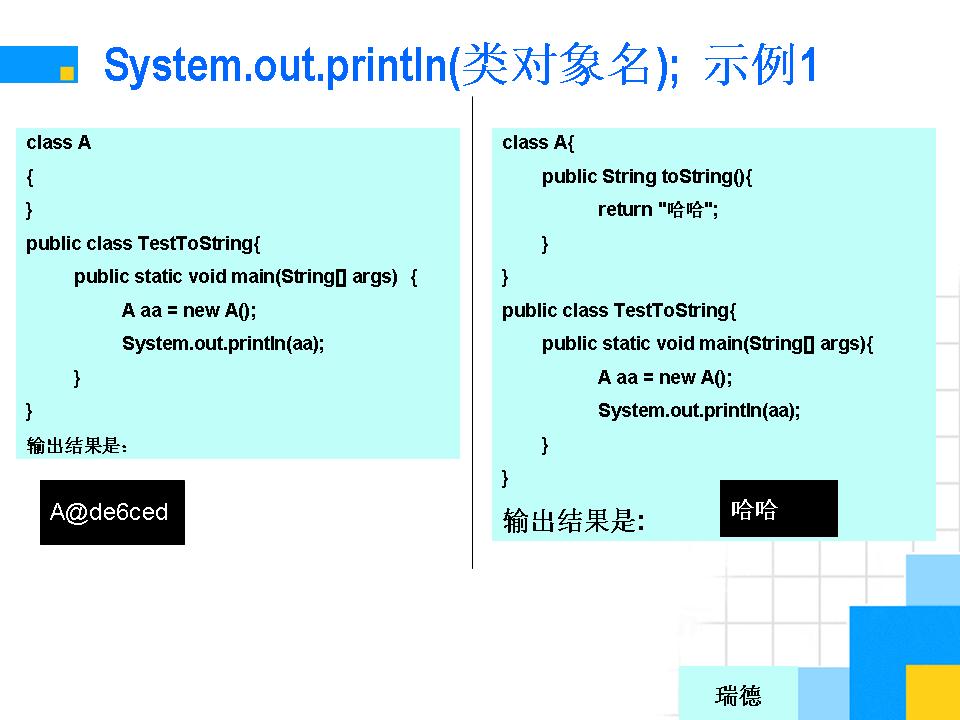 System.out.println(类对象名); 示例1
class A
{
}
public class TestToString{
public static void main(String[] args) {
A aa = new A();
System.out.println(aa);
}
}
输出结果是：
A@de6ced
class A{
public String toString(){
return "哈哈";
}
}
public class TestToString{
public static void main(String[] args){
A aa = new A();
System.out.println(aa);
}
}
输出结果是:
哈哈
瑞德